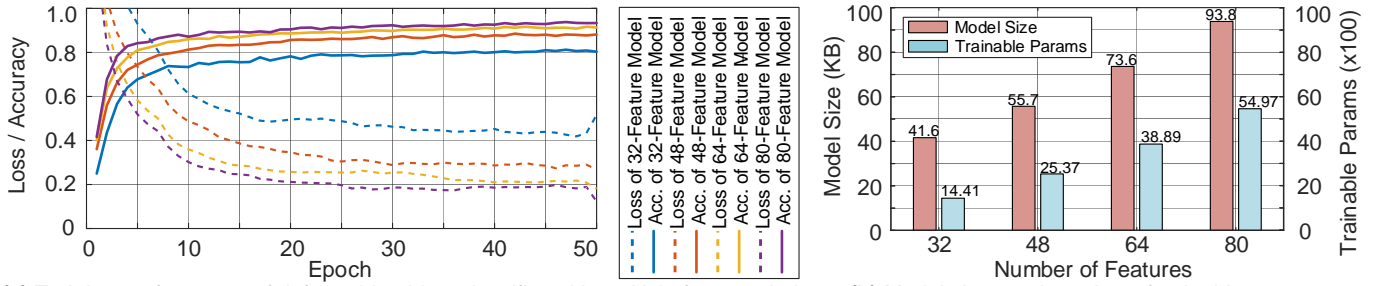 1.0
0.8
0.6
0.4
0.2
0
Loss / Accuracy
0 10 20 30 40 50
Epoch
Loss of 32-Feature Model
Acc. of 32-Feature Model
Loss of 48-Feature Model
Acc. of 48-Feature Model
Loss of 64-Feature Model
Acc. of 64-Feature Model
Loss of 80-Feature Model
Acc. of 80-Feature Model
Model Size (KB)
100
80
60
40
20
0
Model Size
Trainable Params
41.6
14.41
55.7
25.37
73.6
38.89
93.8
54.97
32 48 64 80
Number of Features
100
80
60
40
20
0
Trainable Params (x100)